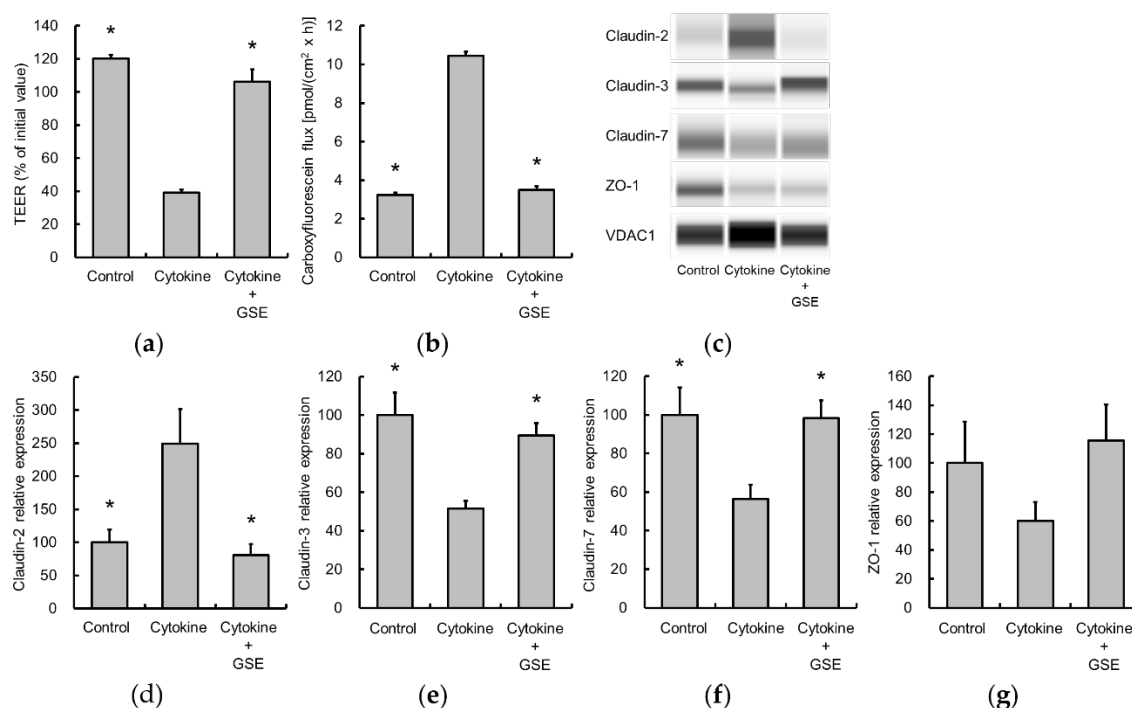 TEER (% of initial value)
140
120
100
80
60
40
20
0
*
*
Control
Cytokine
Cytokine
+
GSE
(a)
Carboxyfluorescein flux [pmol/(cm² x h)]
12
10
8
6
4
2
0
*
*
Control
Cytokine
Cytokine
+
GSE
(b)
Claudin-2
Claudin-3
Claudin-7
ZO-1
VDAC1
Control
Cytokine
Cytokine
+
GSE
(c)
Claudin-2 relative expression
350
300
250
200
150
100
50
0
*
*
Control
Cytokine
Cytokine
+
GSE
(d)
Claudin-3 relative expression
120
100
80
60
40
20
0
*
*
Control
Cytokine
Cytokine
+
GSE
(e)
Claudin-7 relative expression
120
100
80
60
40
20
0
*
*
Control
Cytokine
Cytokine
+
GSE
(f)
ZO-1 relative expression
160
140
120
100
80
60
40
20
0
Control
Cytokine
Cytokine
+
GSE
(g)